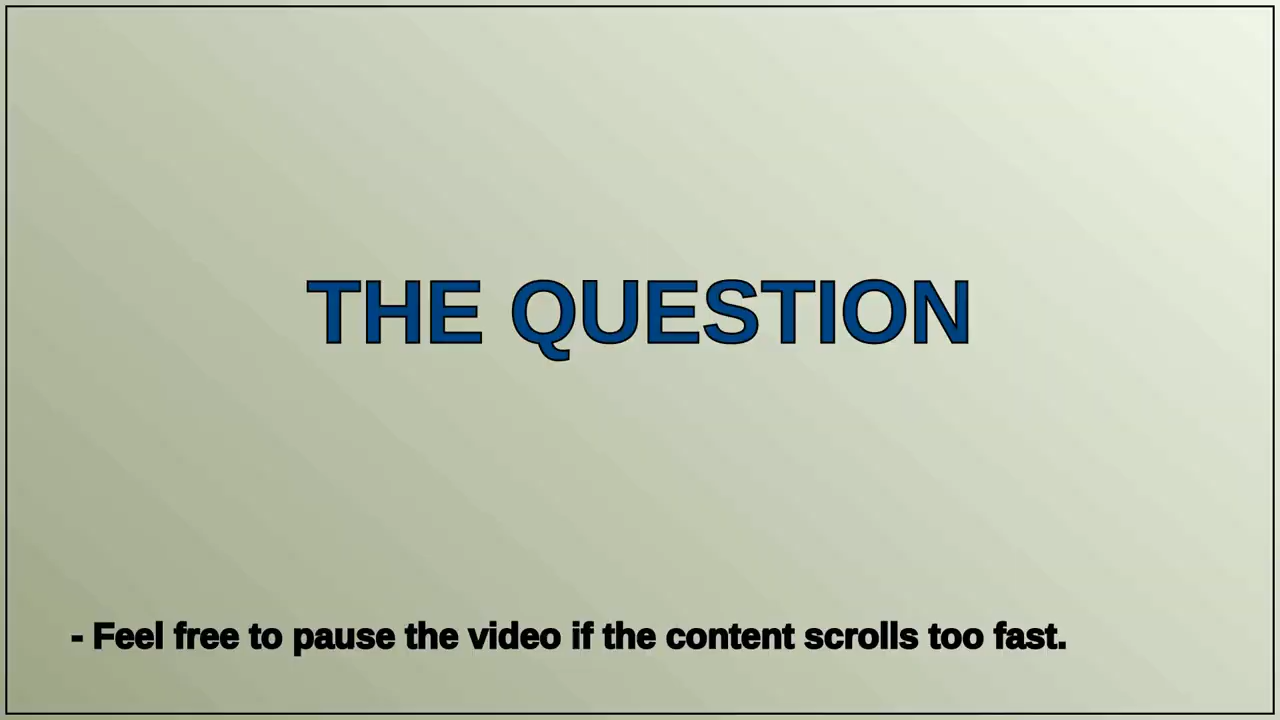 THE QUESTION
- Feel free to pause the video if the content scrolls too fast.